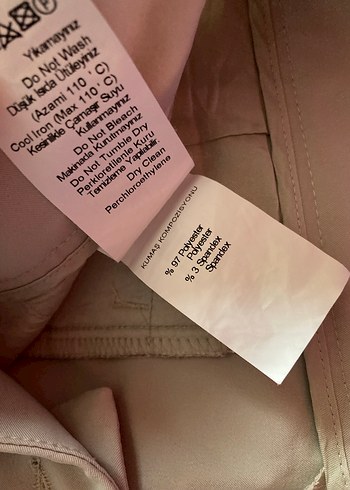 P
Yıkamayınız
Do Not Wash
Düşük Isıda Ütüleyiniz
(Azami 110 ° C)
Cool Iron (Max 110 ° C)
Kesinlikle Çamaşır Suyu
Kullanmayınız
Do Not Bleach
Makinada Kurutmayınız
Do Not Tumble Dry
Perkloretilenle Kuru
Temizleme Yapılabilir.
Dry Clean
Perchloroethylene
KUMAŞ KOMPOZİSYONU
% 97 Polyester
Polyester
% 3 Spandex
Spandex